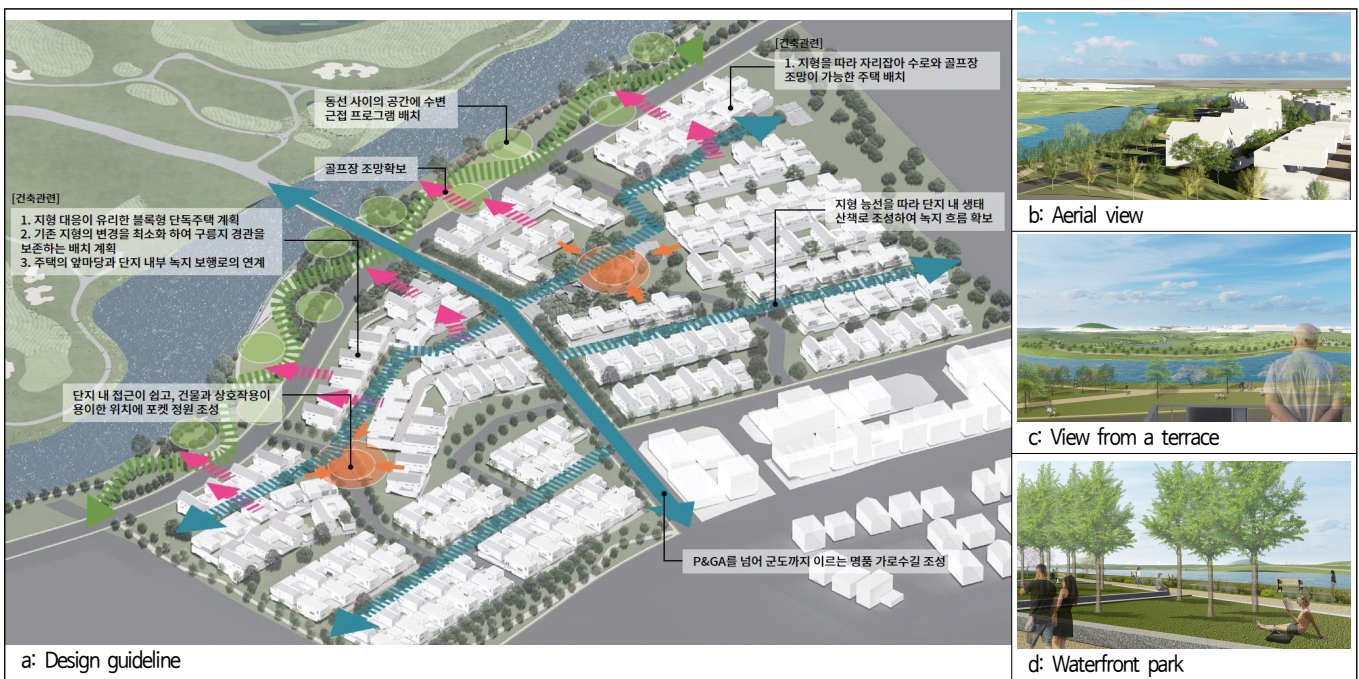 [건축관련]
1. 지형을 따라 자리잡아 수로와 골프장
조망이 가능한 주택 배치
동선 사이의 공간에 수변
근접 프로그램 배치
골프장 조망확보
[건축관련]
1. 지형 대응이 유리한 블록형 단독주택 계획
2. 기존 지형의 변경을 최소화 하여 구릉지 경관을
보존하는 배치 계획
3. 주택의 앞마당과 단지 내부 녹지 보행로의 연계
지형 능선을 따라 단지 내 생태
산책로 조성하여 녹지 흐름 확보
단지 내 접근이 쉽고, 건물과 상호작용이
용이한 위치에 포켓 정원 조성
P&GA를 넘어 군도까지 이르는 명품 가로수길 조성
a: Design guideline
b: Aerial view
c: View from a terrace
d: Waterfront park